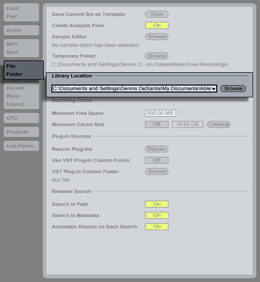 Look
Feel
Audio
MIDI
Sync
File
Folder
Record
Warp
Launch
CPU
Products
Live Packs
Save Current Set as Template
Save
Create Analysis Files
On
Sample Editor
Browse
No sample editor has been selected
Temporary Folder
Browse
C:\Documents and Settings\Dennis D.. ion Data\Ableton\Live Recordings\
Library Location
C:\Documents and Settings\Dennis DeSantis\My Documents\Able
Browse
Decoding Cache
Minimum Free Space
500.00 MB
Maximum Cache Size
Off
10.00 GB
Cleanup
Plug-In Sources
Rescan Plug-Ins
Rescan
Use VST Plug-In Custom Folder
Off
VST Plug-In Custom Folder
Browse
Not Set
Browser Search
Search in Path
On
Search in Metadata
On
Automatic Rescan on Each Search
On